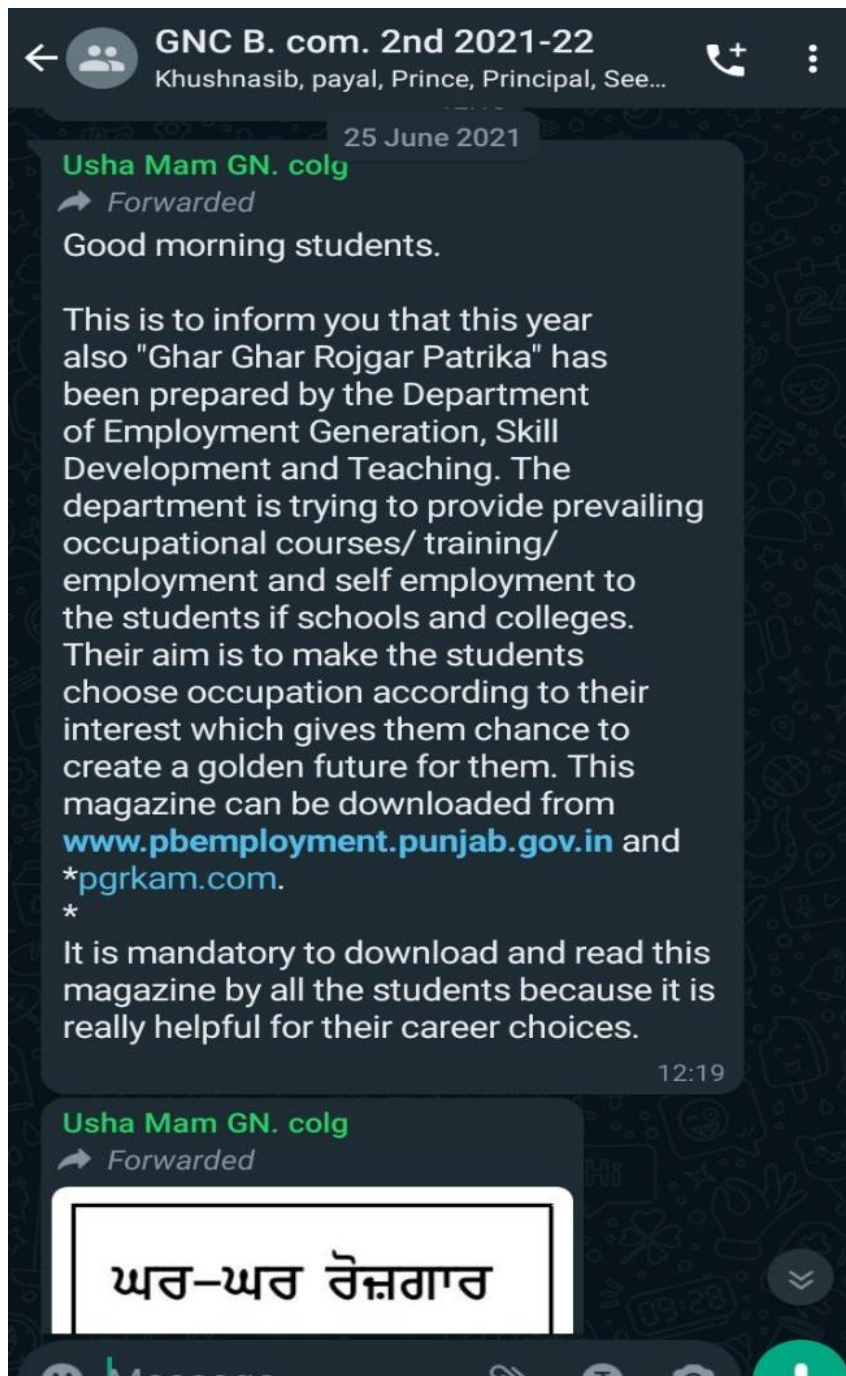 GNC B. com. 2nd 2021-22
Khushnasib, payal, Prince, Principal, See...
25 June 2021
Usha Mam GN. colg
Forwarded
Good morning students.
This is to inform you that this year
also "Ghar Ghar Rojgar Patrika" has
been prepared by the Department
of Employment Generation, Skill
Development and Teaching. The
department is trying to provide prevailing
occupational courses/ training/
employment and self employment to
the students if schools and colleges.
Their aim is to make the students
choose occupation according to their
interest which gives them chance to
create a golden future for them. This
magazine can be downloaded from
www.pbemployment.punjab.gov.in and
*pgrkam.com.
*
It is mandatory to download and read this
magazine by all the students because it is
really helpful for their career choices.
12:19
Usha Mam GN. colg
Forwarded
ਘਰ-ਘਰ ਰੋਜ਼ਗਾਰ